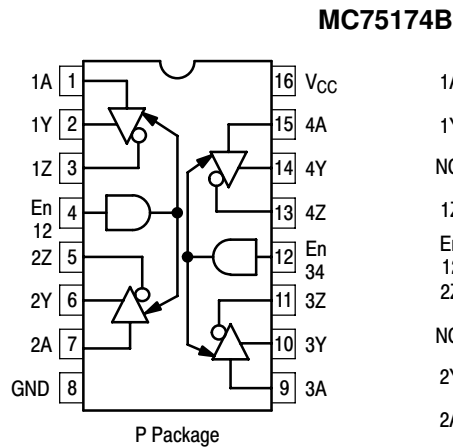 MC75174B
1A 1
1Y 2
1Z 3
En 12 4
2Z 5
2Y 6
2A 7
GND 8
16 VCC
15 4A
14 4Y
13 4Z
12 En 34
11 3Z
10 3Y
9 3A
P Package
1A
1Y
NC
1Z
En
12
2Z
NC
2Y
2A